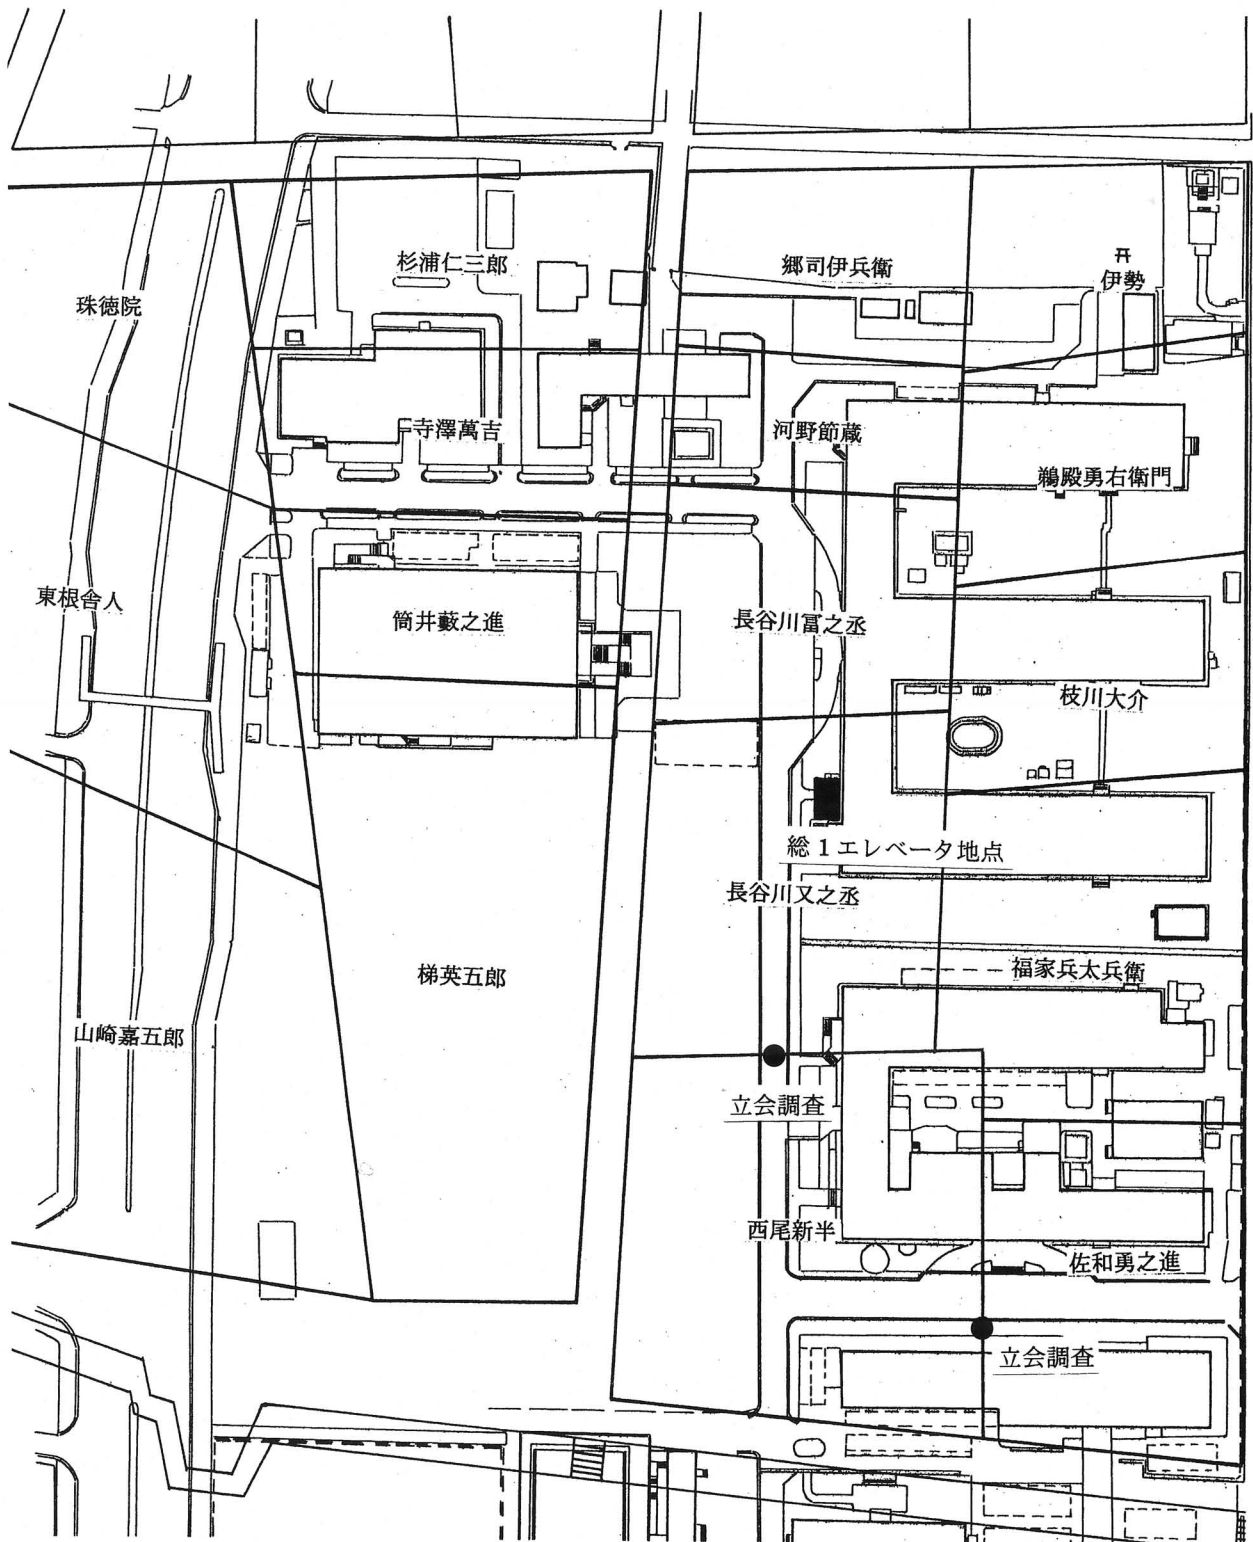 杉浦仁三郎
郷司伊兵衛
伊勢
珠徳院
寺澤萬吉
河野節蔵
鵜殿勇右衛門
東根舎人
筒井藪之進
長谷川冨之丞
枝川大介
総1エレベータ地点
長谷川又之丞
福家兵太兵衛
梯英五郎
山崎嘉五郎
立会調査
西尾新半
佐和勇之進
立会調査